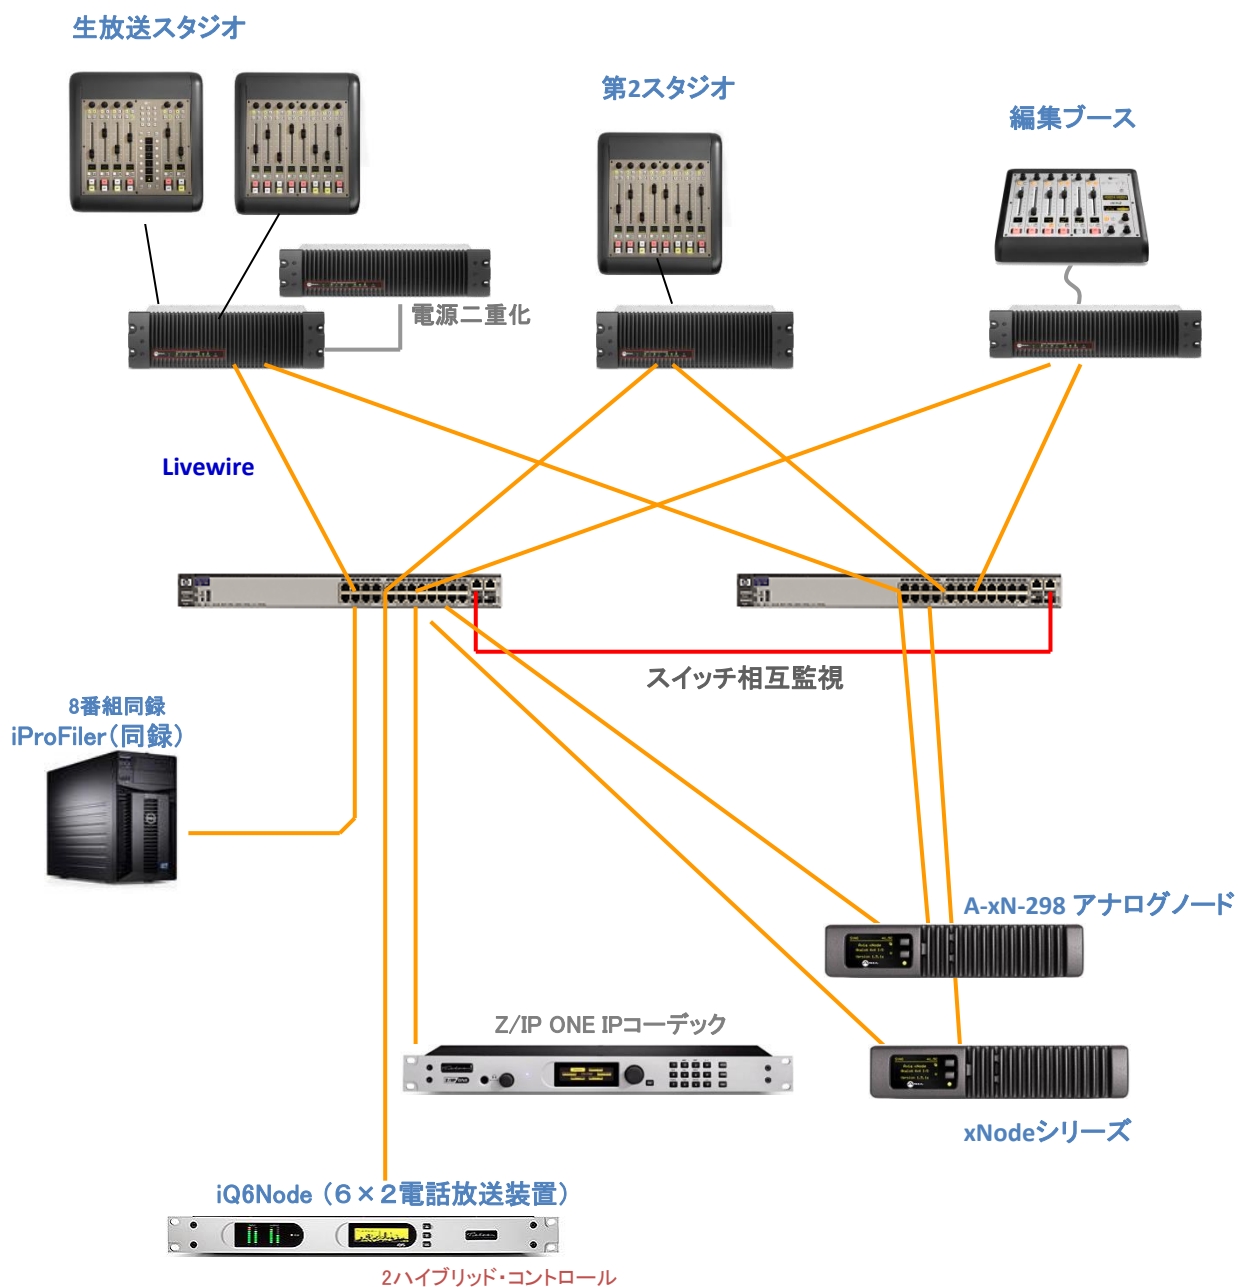 生放送スタジオ
第2スタジオ
編集ブース
電源二重化
Livewire
スイッチ相互監視
8番組同録
iProFiler（同録）
A-xN-298 アナログノード
Z/IP ONE IPコーデック
xNodeシリーズ
iQ6Node（６×２電話放送装置）
2ハイブリッド・コントロール